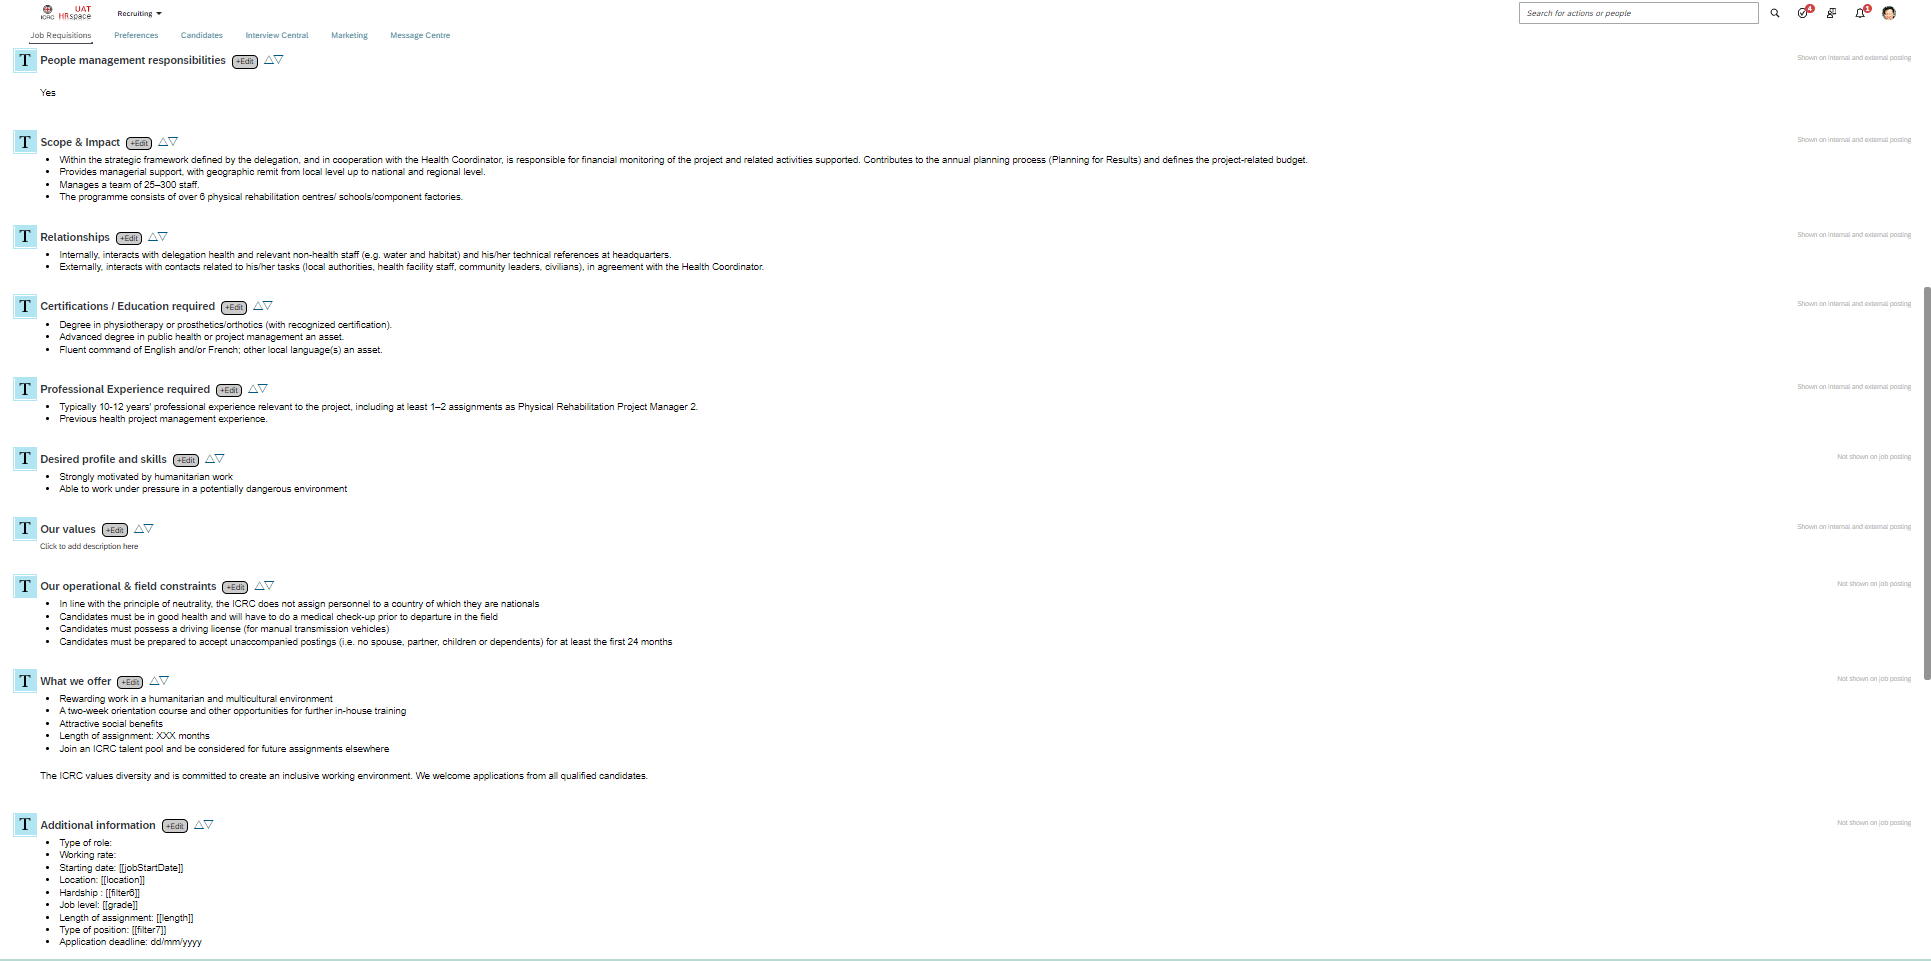 UAT
ICRC HRspace
Recruiting
Search for actions or people
4
1
Job Requisitions
Preferences
Candidates
Interview Central
Marketing
Message Centre
T People management responsibilities +Edit
Shown on internal and external posting
Yes
T Scope & Impact +Edit
Shown on internal and external posting
• Within the strategic framework defined by the delegation, and in cooperation with the Health Coordinator, is responsible for financial monitoring of the project and related activities supported. Contributes to the annual planning process (Planning for Results) and defines the project-related budget.
• Provides managerial support, with geographic remit from local level up to national and regional level.
• Manages a team of 25–300 staff.
• The programme consists of over 6 physical rehabilitation centres/ schools/component factories.
T Relationships +Edit
Shown on internal and external posting
• Internally, interacts with delegation health and relevant non-health staff (e.g. water and habitat) and his/her technical references at headquarters.
• Externally, interacts with contacts related to his/her tasks (local authorities, health facility staff, community leaders, civilians), in agreement with the Health Coordinator.
T Certifications / Education required +Edit
Shown on internal and external posting
• Degree in physiotherapy or prosthetics/orthotics (with recognized certification).
• Advanced degree in public health or project management an asset.
• Fluent command of English and/or French; other local language(s) an asset.
T Professional Experience required +Edit
Shown on internal and external posting
• Typically 10-12 years' professional experience relevant to the project, including at least 1–2 assignments as Physical Rehabilitation Project Manager 2.
• Previous health project management experience.
T Desired profile and skills +Edit
Not shown on job posting
• Strongly motivated by humanitarian work
• Able to work under pressure in a potentially dangerous environment
T Our values +Edit
Shown on internal and external posting
Click to add description here
T Our operational & field constraints +Edit
Not shown on job posting
• In line with the principle of neutrality, the ICRC does not assign personnel to a country of which they are nationals
• Candidates must be in good health and will have to do a medical check-up prior to departure in the field
• Candidates must possess a driving license (for manual transmission vehicles)
• Candidates must be prepared to accept unaccompanied postings (i.e. no spouse, partner, children or dependents) for at least the first 24 months
T What we offer +Edit
Not shown on job posting
• Rewarding work in a humanitarian and multicultural environment
• A two-week orientation course and other opportunities for further in-house training
• Attractive social benefits
• Length of assignment: XXX months
• Join an ICRC talent pool and be considered for future assignments elsewhere
The ICRC values diversity and is committed to create an inclusive working environment. We welcome applications from all qualified candidates.
T Additional information +Edit
Not shown on job posting
• Type of role:
• Working rate:
• Starting date: [[jobStartDate]]
• Location: [[location]]
• Hardship : [[filter6]]
• Job level: [[grade]]
• Length of assignment: [[length]]
• Type of position: [[filter7]]
• Application deadline: dd/mm/yyyy